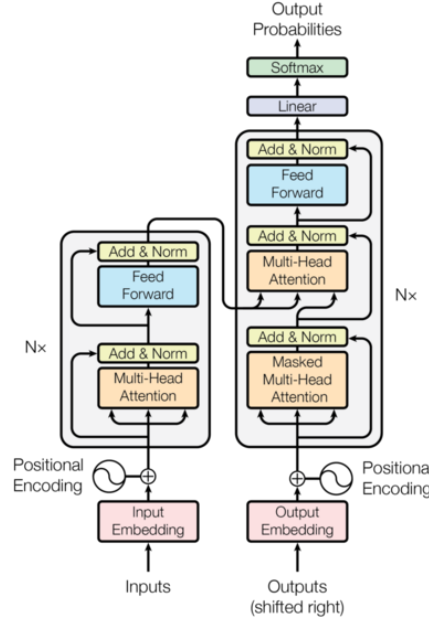 Output
Probabilities
Softmax
Linear
Add & Norm
Feed
Forward
Add & Norm
Multi-Head
Attention
Nx
Add & Norm
Masked
Multi-Head
Attention
Positional
Encoding
Output
Embedding
Outputs
(shifted right)
Add & Norm
Feed
Forward
Nx
Add & Norm
Multi-Head
Attention
Positional
Encoding
Input
Embedding
Inputs